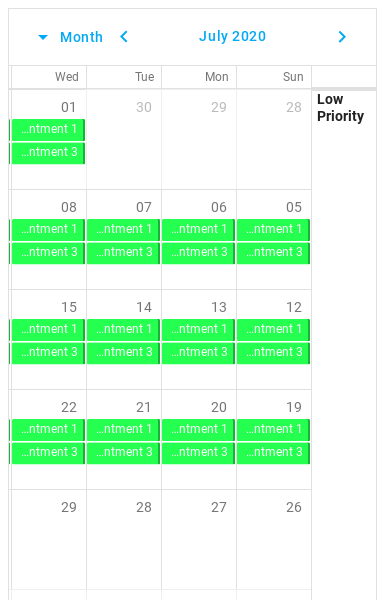 Month July 2020
Wed Tue Mon Sun
Low
Priority
01 30 29 28
...ntment 1
...ntment 3
08 07 06 05
...ntment 1 ...ntment 1 ...ntment 1 ...ntment 1
...ntment 3 ...ntment 3 ...ntment 3 ...ntment 3
15 14 13 12
...ntment 1 ...ntment 1 ...ntment 1 ...ntment 1
...ntment 3 ...ntment 3 ...ntment 3 ...ntment 3
22 21 20 19
...ntment 1 ...ntment 1 ...ntment 1 ...ntment 1
...ntment 3 ...ntment 3 ...ntment 3 ...ntment 3
29 28 27 26